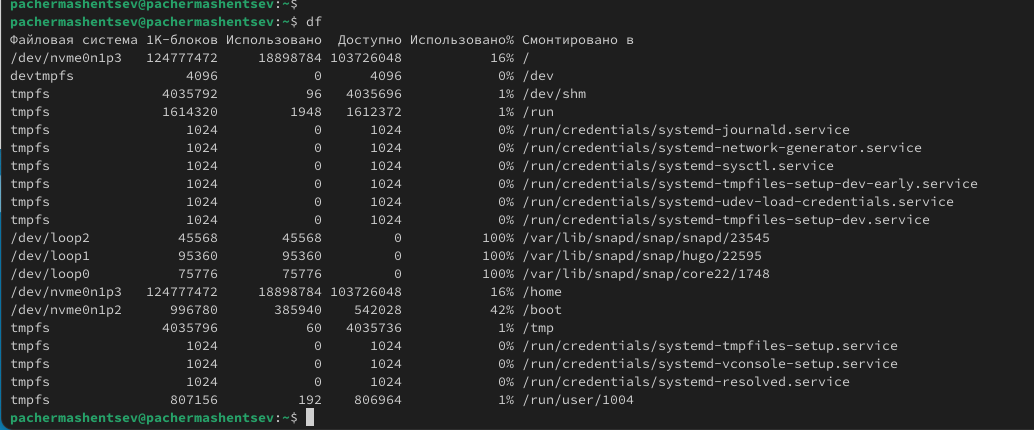 pachermashentsev@pachermashentsev:~$
pachermashentsev@pachermashentsev:~$ df
Файловая система 1K-блоков Использовано Доступно Использовано% Смонтировано в
/dev/nvme0n1p3 124777472 18898784 103726048 16% /
devtmpfs 4096 0 4096 0% /dev
tmpfs 4035792 96 4035696 1% /dev/shm
tmpfs 1614320 1948 1612372 1% /run
tmpfs 1024 0 1024 0% /run/credentials/systemd-journald.service
tmpfs 1024 0 1024 0% /run/credentials/systemd-network-generator.service
tmpfs 1024 0 1024 0% /run/credentials/systemd-sysctl.service
tmpfs 1024 0 1024 0% /run/credentials/systemd-tmpfiles-setup-dev-early.service
tmpfs 1024 0 1024 0% /run/credentials/systemd-udev-load-credentials.service
tmpfs 1024 0 1024 0% /run/credentials/systemd-tmpfiles-setup-dev.service
/dev/loop2 45568 45568 0 100% /var/lib/snapd/snap/snapd/23545
/dev/loop1 95360 95360 0 100% /var/lib/snapd/snap/hugo/22595
/dev/loop0 75776 75776 0 100% /var/lib/snapd/snap/core22/1748
/dev/nvme0n1p3 124777472 18898784 103726048 16% /home
/dev/nvme0n1p2 996780 385940 542028 42% /boot
tmpfs 4035796 60 4035736 1% /tmp
tmpfs 1024 0 1024 0% /run/credentials/systemd-tmpfiles-setup.service
tmpfs 1024 0 1024 0% /run/credentials/systemd-vconsole-setup.service
tmpfs 1024 0 1024 0% /run/credentials/systemd-resolved.service
tmpfs 807156 192 806964 1% /run/user/1004
pachermashentsev@pachermashentsev:~$